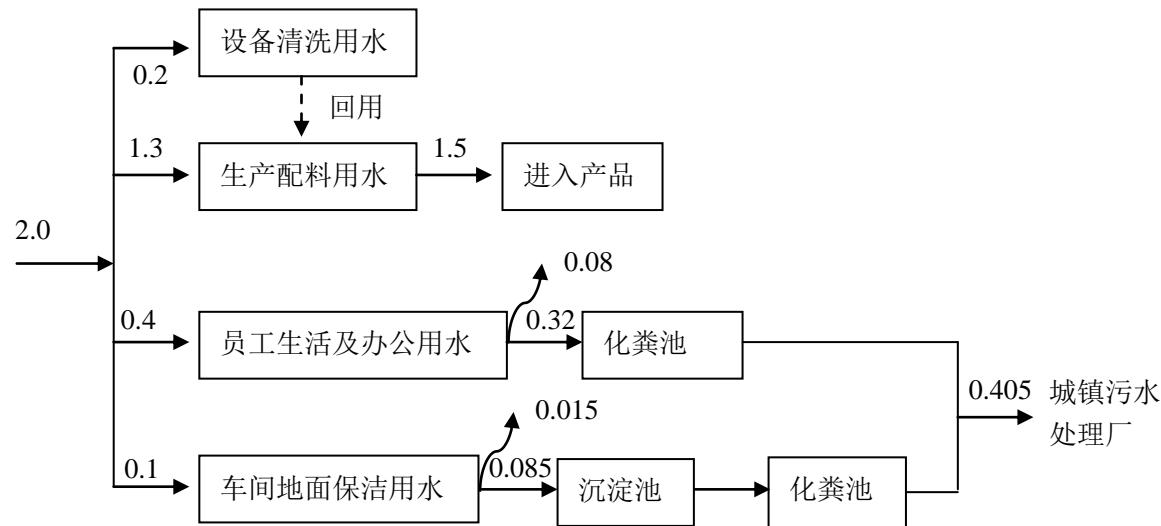 设备清洗用水
0.2
回用
1.3
生产配料用水
1.5
进入产品
2.0
0.08
0.4
员工生活及办公用水
0.32
化粪池
0.405
城镇污水
处理厂
0.015
0.1
车间地面保洁用水
0.085
沉淀池
化粪池